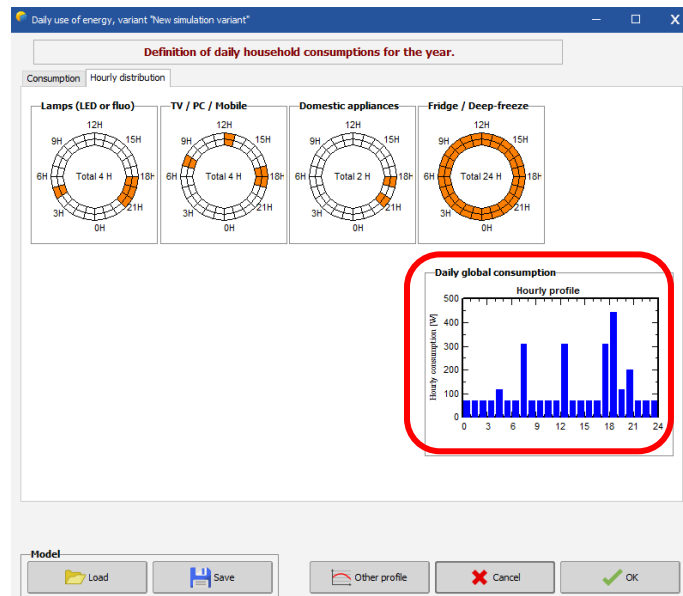 Daily use of energy, variant "New simulation variant"
Definition of daily household consumptions for the year.
Consumption Hourly distribution
Lamps (LED or fluo)
12H
9H 15H
6H Total 4 H 18H
3H 21H
0H
TV / PC / Mobile
12H
9H 15H
6H Total 4 H 18H
3H 21H
0H
Domestic appliances
12H
9H 15H
6H Total 2 H 18H
3H 21H
0H
Fridge / Deep-freeze
12H
9H 15H
6H Total 24 H 18H
3H 21H
0H
Daily global consumption
Hourly profile
Hourly consumption [W]
500
400
300
200
100
0
0 3 6 9 12 15 18 21 24
Model
Load Save Other profile Cancel OK